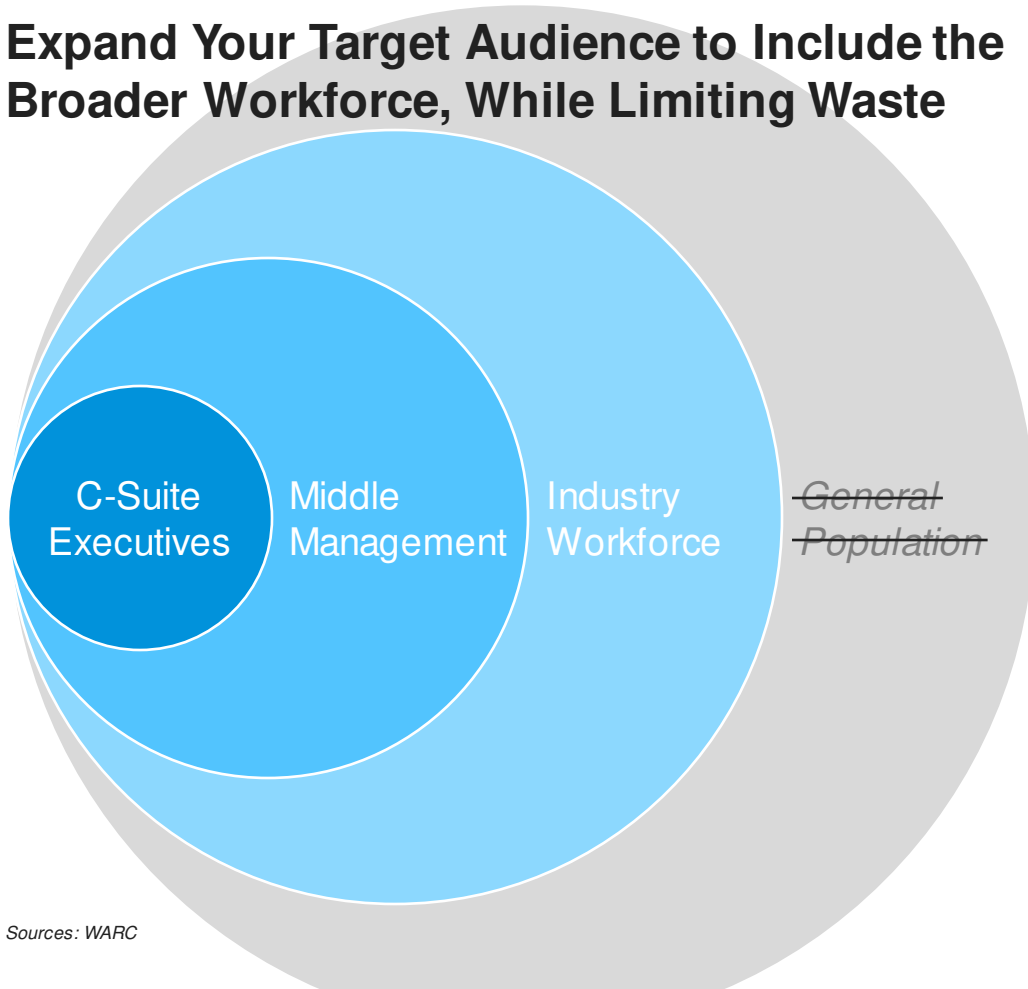 Expand Your Target Audience to Include the
Broader Workforce, While Limiting Waste
C-Suite
Executives
Middle
Management
Industry
Workforce
General
Population
Sources: WARC